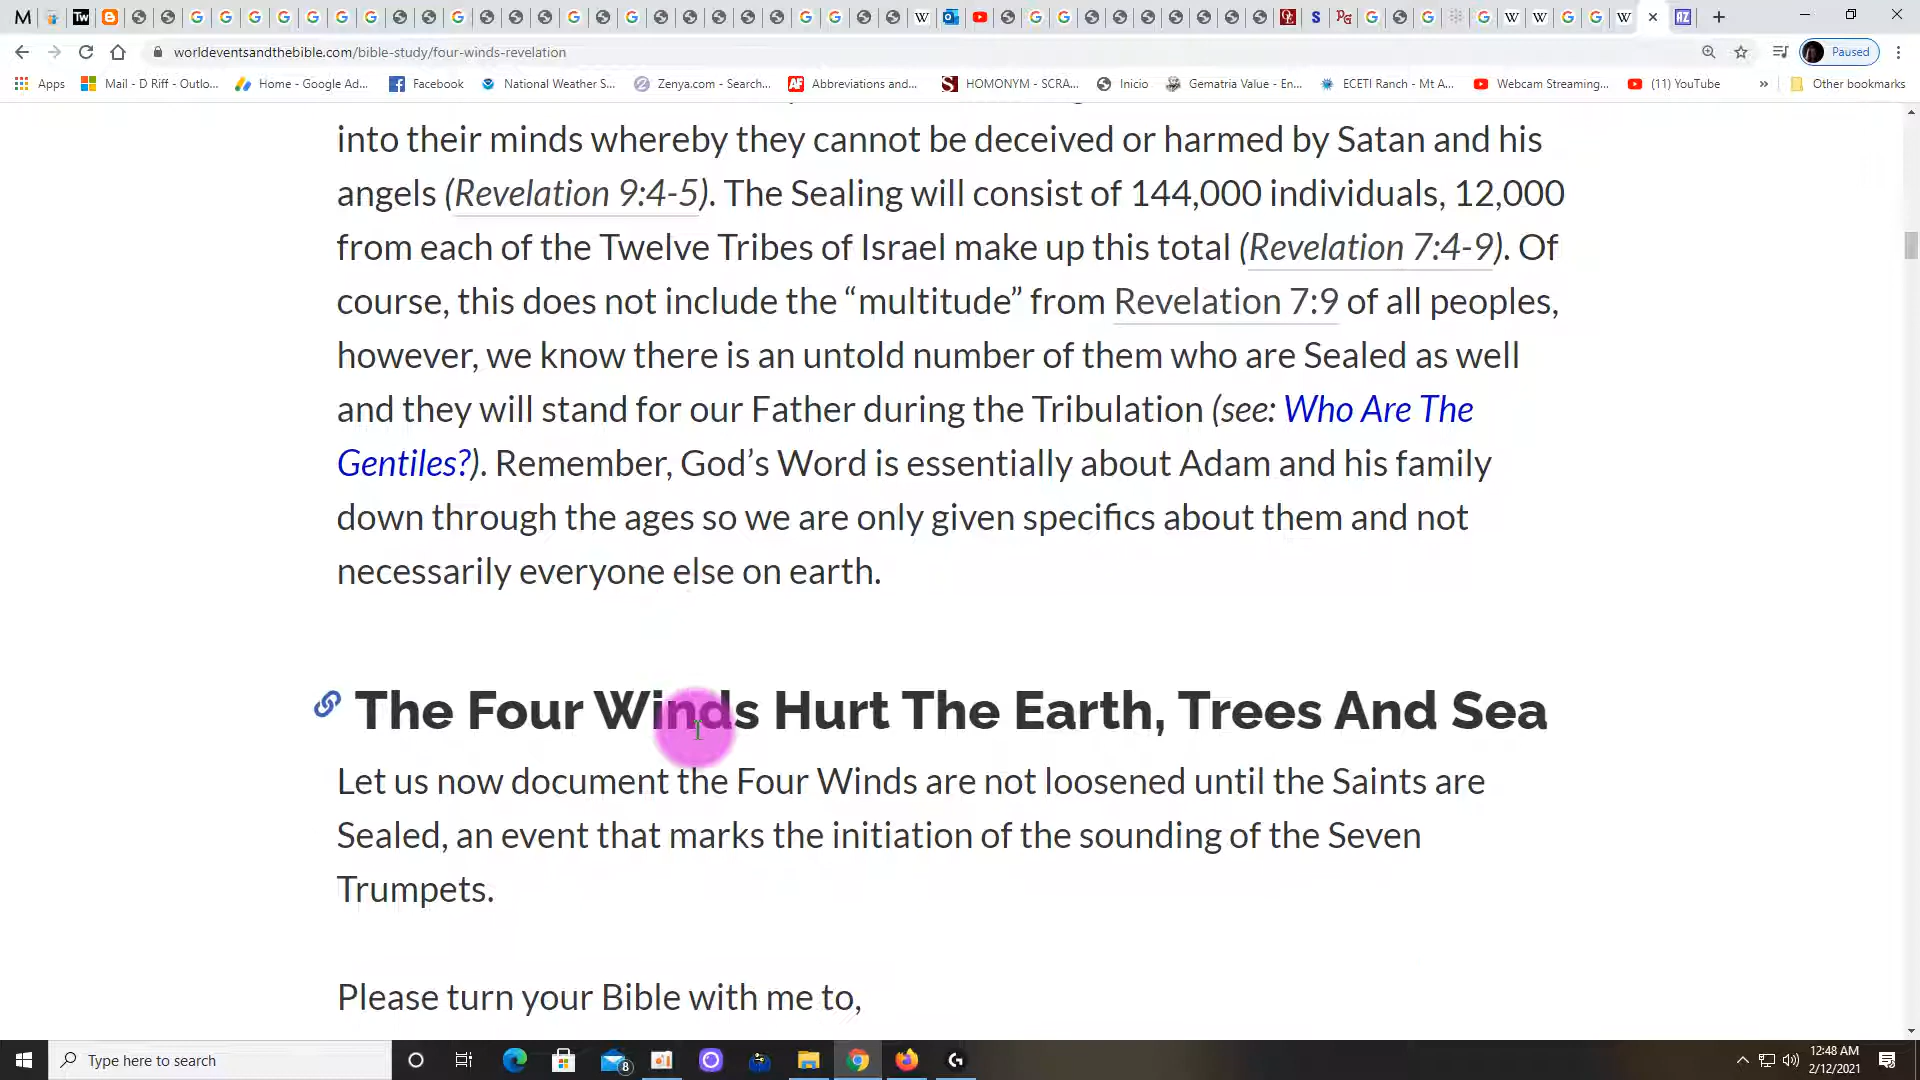 worldeventsandthebible.com/bible-study/four-winds-revelation
Paused
Apps
Mail - D Riff - Outlo...
Home - Google Ad...
Facebook
National Weather S...
Zenya.com - Search...
Abbreviations and...
HOMONYM - SCRA...
Inicio
Gematria Value - En...
ECETI Ranch - Mt A...
Webcam Streaming...
(11) YouTube
»
Other bookmarks
into their minds whereby they cannot be deceived or harmed by Satan and his
angels (Revelation 9:4-5). The Sealing will consist of 144,000 individuals, 12,000
from each of the Twelve Tribes of Israel make up this total (Revelation 7:4-9). Of
course, this does not include the “multitude” from Revelation 7:9 of all peoples,
however, we know there is an untold number of them who are Sealed as well
and they will stand for our Father during the Tribulation (see: Who Are The
Gentiles?). Remember, God’s Word is essentially about Adam and his family
down through the ages so we are only given specifics about them and not
necessarily everyone else on earth.
The Four Winds Hurt The Earth, Trees And Sea
Let us now document the Four Winds are not loosened until the Saints are
Sealed, an event that marks the initiation of the sounding of the Seven
Trumpets.
Please turn your Bible with me to,
Type here to search
8
12:48 AM
2/12/2021